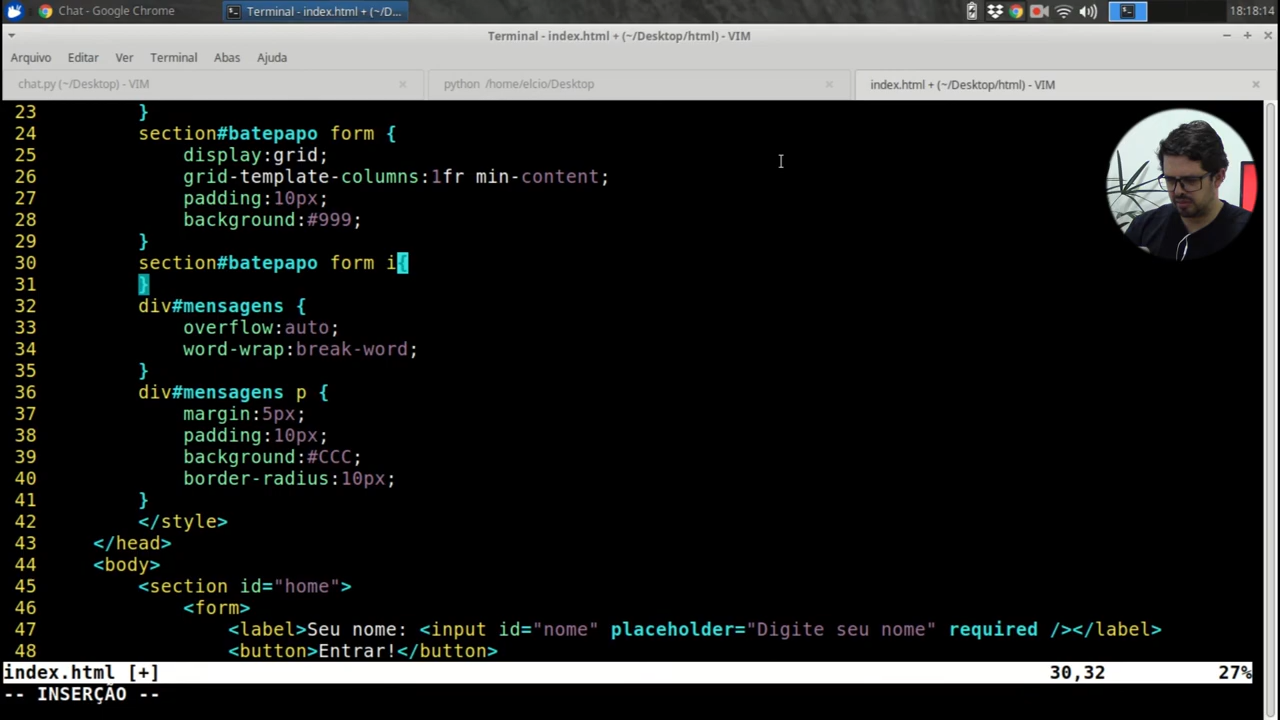 Chat - Google Chrome
Terminal - index.html + (~/D...
18:18:14
Terminal - index.html + (~/Desktop/html) - VIM
Arquivo Editar Ver Terminal Abas Ajuda
chat.py (~/Desktop) - VIM
python /home/elcio/Desktop
index.html + (~/Desktop/html) - VIM
23 }
24 section#batepapo form {
25 display:grid;
26 grid-template-columns:1fr min-content;
27 padding:10px;
28 background:#999;
29 }
30 section#batepapo form i{
31 }
32 div#mensagens {
33 overflow:auto;
34 word-wrap:break-word;
35 }
36 div#mensagens p {
37 margin:5px;
38 padding:10px;
39 background:#CCC;
40 border-radius:10px;
41 }
42 </style>
43 </head>
44 <body>
45 <section id="home">
46 <form>
47 <label>Seu nome: <input id="nome" placeholder="Digite seu nome" required /></label>
48 <button>Entrar!</button>
index.html [+] 30,32 27%
-- INSERÇÃO --